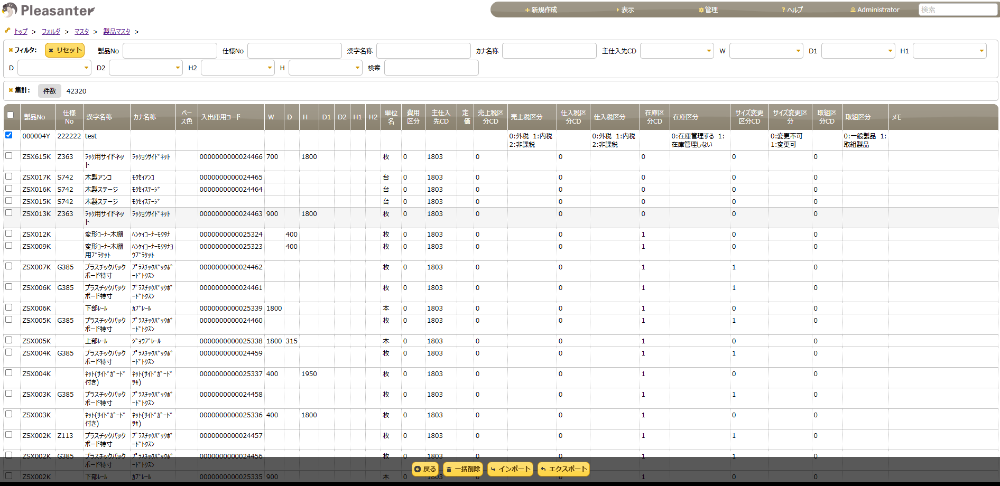 Pleasanter
新規作成 表示 管理 ヘルプ Administrator 検索
トップ > フォルダ > マスタ > 製品マスタ >
フィルタ: リセット 製品No 仕様No 漢字名称 カナ名称 主仕入先CD W D1 H1
D D2 H2 H 検索
集計: 件数 42320
製品No 仕様No 漢字名称 カナ名称 ベース色 入出庫用コード W D H D1 D2 H1 H2 単位名 費用区分 主仕入先CD 定価 売上税区分CD 売上税区分 仕入税区分CD 仕入税区分 在庫区分CD 在庫区分 サイズ変更区分CD サイズ変更区分 取組区分CD 取組区分 メモ
000004Y 222222 test 0:外税 1:内税 2:非課税 0:外税 1:内税 2:非課税 0:在庫管理する 1:在庫管理しない 0:変更不可 1:変更可 0:一般製品 1:取組製品
ZSX615K Z363 ﾗｯｸ用サイドネット ﾗｯｸﾖｳｻｲﾄﾞﾈｯﾄ 0000000000024466 700 1800 枚 0 1803 0 0 0 0 0
ZSX017K S742 木製アンコ ﾓｸｾｲｱﾝｺ 0000000000024465 台 0 1803 0 0 0 0 0
ZSX016K S742 木製ステージ ﾓｸｾｲｽﾃｰｼﾞ 0000000000024464 台 0 1803 0 0 0 0 0
ZSX015K S742 木製ステージ ﾓｸｾｲｽﾃｰｼﾞ 台 0 1803 0 0 0 0 0
ZSX013K Z363 ﾗｯｸ用サイドネット ﾗｯｸﾖｳｻｲﾄﾞﾈｯﾄ 0000000000024463 900 1800 枚 0 1803 0 0 0 0 0
ZSX012K 変形ｺｰﾅｰ木棚 ﾍﾝｹｲｺｰﾅｰﾓｸﾀﾅ 0000000000025324 400 枚 0 1803 0 0 1 0 0
ZSX009K 変形ｺｰﾅｰ木棚用ﾌﾞﾗｹｯﾄ ﾍﾝｹｲｺｰﾅｰﾓｸﾀﾅﾖｳﾌﾞﾗｹｯﾄ 0000000000025323 400 枚 0 1803 0 0 1 0 0
ZSX007K G385 プラスチックバックボード特寸 ﾌﾟﾗｽﾁｯｸﾊﾞｯｸﾎﾞｰﾄﾞﾄｸｽﾝ 0000000000024462 枚 0 1803 0 0 1 1 0
ZSX006K G385 プラスチックバックボード特寸 ﾌﾟﾗｽﾁｯｸﾊﾞｯｸﾎﾞｰﾄﾞﾄｸｽﾝ 0000000000024461 枚 0 1803 0 0 1 1 0
ZSX006K 下部ﾚｰﾙ ｶﾌﾞﾚｰﾙ 0000000000025339 1800 本 0 1803 0 0 1 0 0
ZSX005K G385 プラスチックバックボード特寸 ﾌﾟﾗｽﾁｯｸﾊﾞｯｸﾎﾞｰﾄﾞﾄｸｽﾝ 0000000000024460 枚 0 1803 0 0 1 1 0
ZSX005K 上部ﾚｰﾙ ｼﾞｮｳﾌﾞﾚｰﾙ 0000000000025338 1800 315 本 0 1803 0 0 1 0 0
ZSX004K G385 プラスチックバックボード特寸 ﾌﾟﾗｽﾁｯｸﾊﾞｯｸﾎﾞｰﾄﾞﾄｸｽﾝ 0000000000024459 枚 0 1803 0 0 1 1 0
ZSX004K ﾈｯﾄ(ｻｲﾄﾞｶﾞｰﾄﾞ付き) ﾈｯﾄ(ｻｲﾄﾞｶﾞｰﾄﾞﾂｷ) 0000000000025337 400 1950 枚 0 1803 0 0 1 0 0
ZSX003K G385 プラスチックバックボード特寸 ﾌﾟﾗｽﾁｯｸﾊﾞｯｸﾎﾞｰﾄﾞﾄｸｽﾝ 0000000000024458 枚 0 1803 0 0 1 1 0
ZSX003K ﾈｯﾄ(ｻｲﾄﾞｶﾞｰﾄﾞ付き) ﾈｯﾄ(ｻｲﾄﾞｶﾞｰﾄﾞﾂｷ) 0000000000025336 400 1800 枚 0 1803 0 0 1 0 0
ZSX002K Z113 プラスチックバックボード特寸 ﾌﾟﾗｽﾁｯｸﾊﾞｯｸﾎﾞｰﾄﾞﾄｸｽﾝ 0000000000024457 枚 0 1803 0 0 1 1 0
ZSX002K G385 プラスチックバックボード特寸 ﾌﾟﾗｽﾁｯｸﾊﾞｯｸﾎﾞｰﾄﾞﾄｸｽﾝ 0000000000024456 枚 0 1803 0 0 1 1 0
戻る 一括削除 インポート エクスポート
ZSX002K 下部ﾚｰﾙ ｶﾌﾞﾚｰﾙ 0000000000025335 900 本 0 1803 0 0 1 0 0